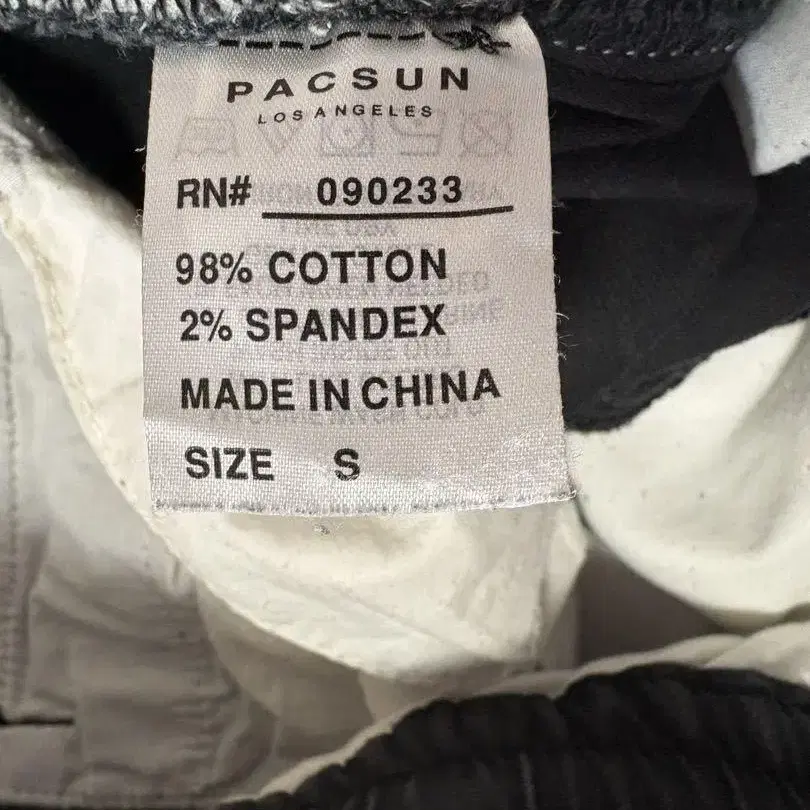 PACSUN
LOS ANGELES
RN# 090233
98% COTTON
2% SPANDEX
MADE IN CHINA
SIZE S